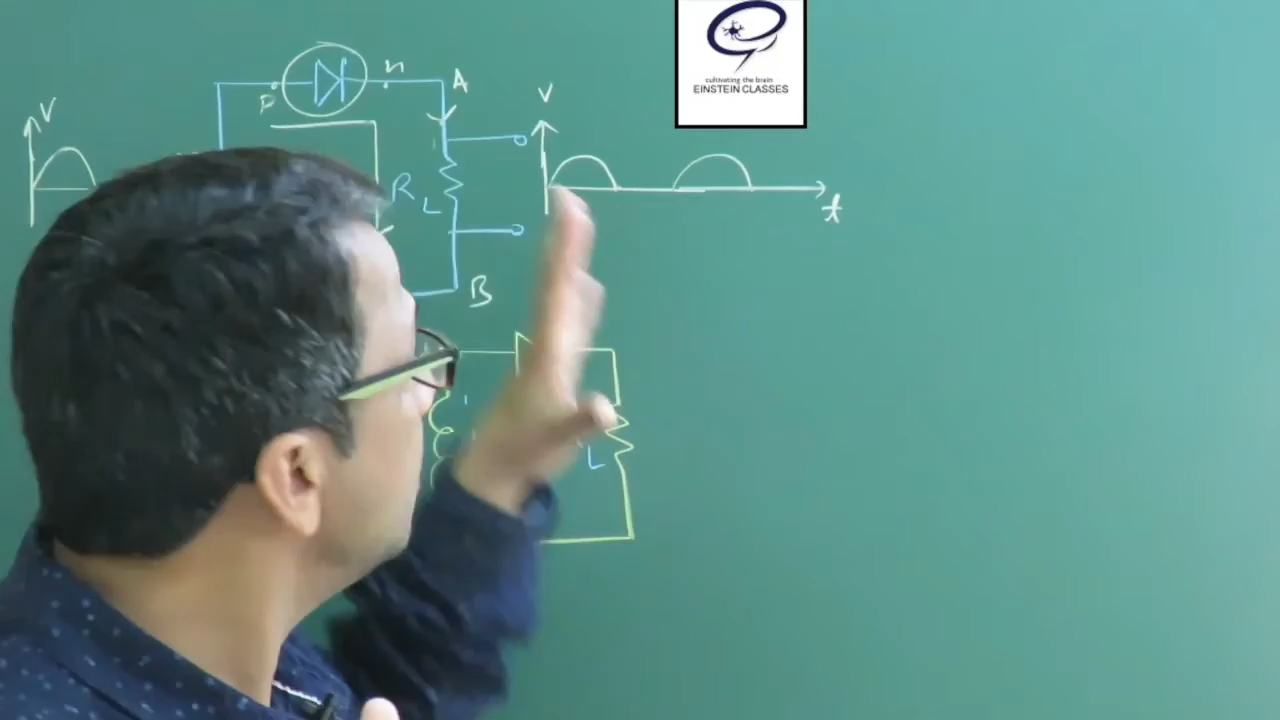 cultivating the brain
EINSTEIN CLASSES
V
P
n
A
V
R L
t
B
L